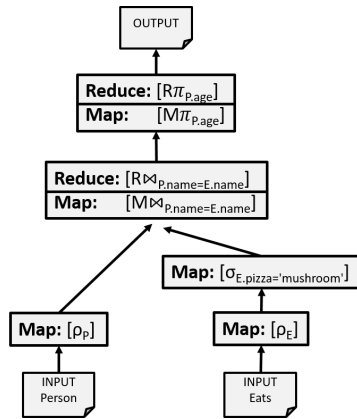 OUTPUT
Reduce: [Rπ_P.age]
Map: [Mπ_P.age]
Reduce: [R⋈_P.name=E.name]
Map: [M⋈_P.name=E.name]
Map: [σ_E.pizza='mushroom']
Map: [ρ_P]
Map: [ρ_E]
INPUT
Person
INPUT
Eats